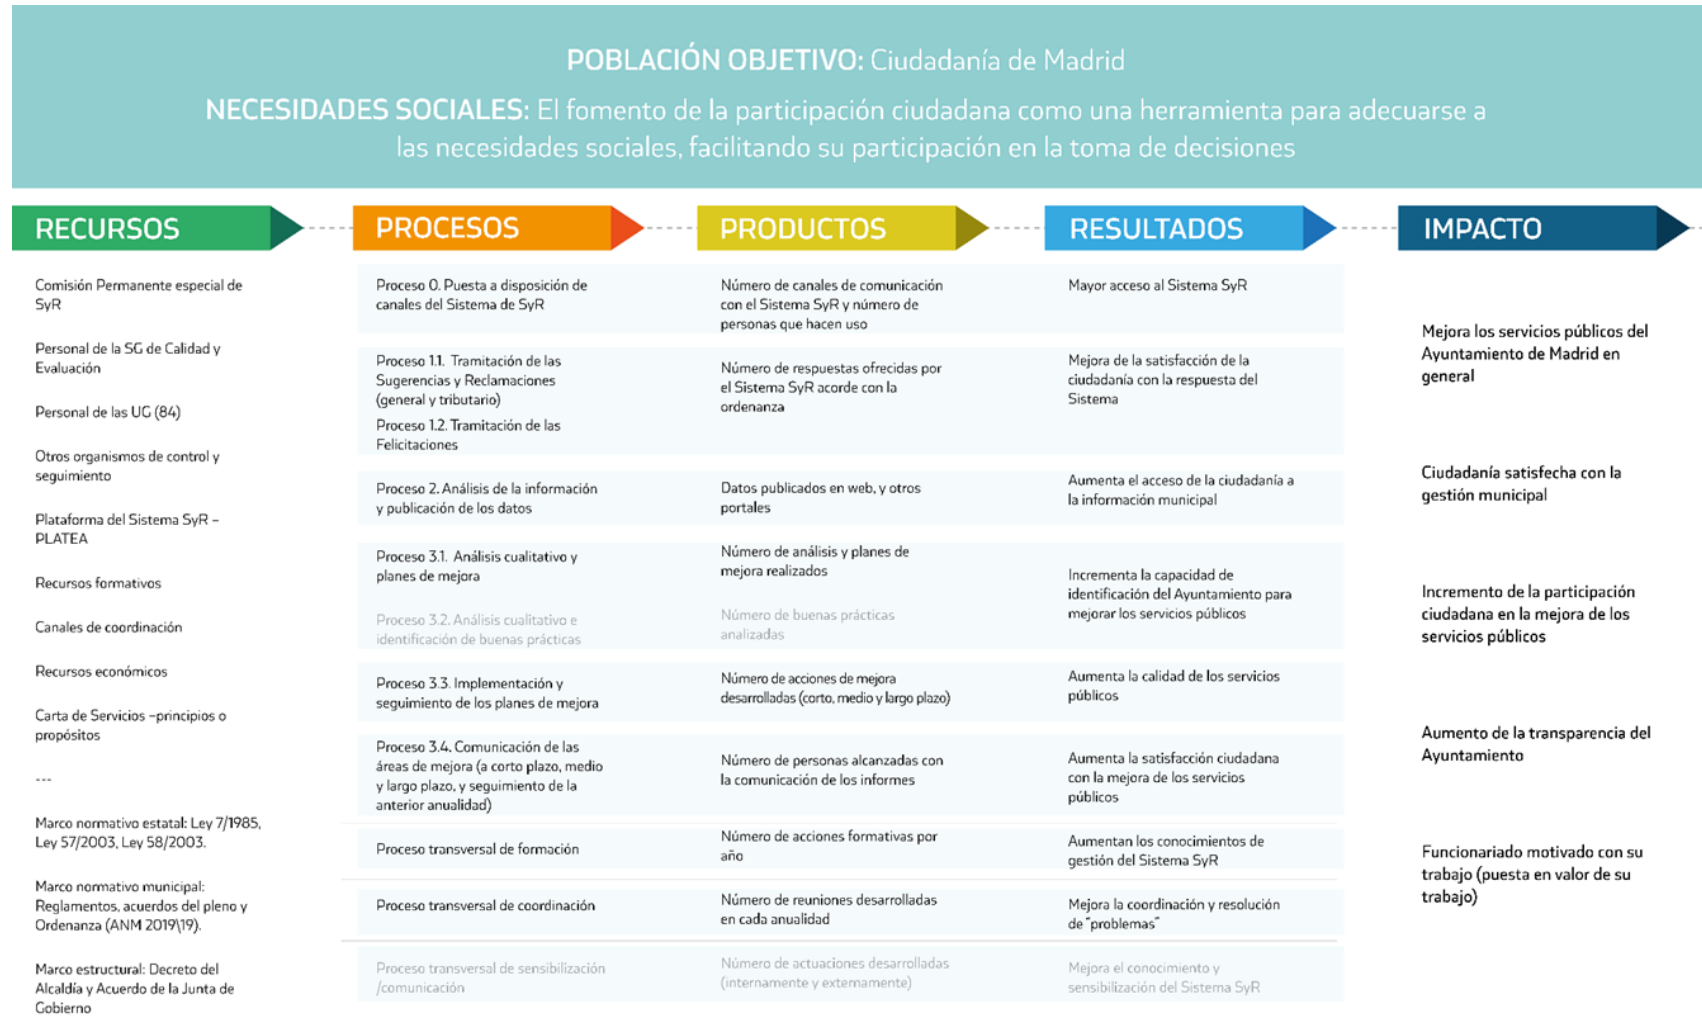 POBLACIÓN OBJETIVO: Ciudadanía de Madrid
NECESIDADES SOCIALES: El fomento de la participación ciudadana como una herramienta para adecuarse a
las necesidades sociales, facilitando su participación en la toma de decisiones
RECURSOS
Comisión Permanente especial de
SyR
Personal de la SG de Calidad y
Evaluación
Personal de las UG (84)
Otros organismos de control y
seguimiento
Plataforma del Sistema SyR –
PLATEA
Recursos formativos
Canales de coordinación
Recursos económicos
Carta de Servicios –principios o
propósitos
---
Marco normativo estatal: Ley 7/1985,
Ley 57/2003, Ley 58/2003.
Marco normativo municipal:
Reglamentos, acuerdos del pleno y
Ordenanza (ANM 2019\19).
Marco estructural: Decreto del
Alcaldía y Acuerdo de la Junta de
Gobierno
PROCESOS
Proceso 0. Puesta a disposición de
canales del Sistema de SyR
Proceso 1.1. Tramitación de las
Sugerencias y Reclamaciones
(general y tributario)
Proceso 1.2. Tramitación de las
Felicitaciones
Proceso 2. Análisis de la información
y publicación de los datos
Proceso 3.1. Análisis cualitativo y
planes de mejora
Proceso 3.2. Análisis cualitativo e
identificación de buenas prácticas
Proceso 3.3. Implementación y
seguimiento de los planes de mejora
Proceso 3.4. Comunicación de las
áreas de mejora (a corto plazo, medio
y largo plazo, y seguimiento de la
anterior anualidad)
Proceso transversal de formación
Proceso transversal de coordinación
Proceso transversal de sensibilización
/comunicación
PRODUCTOS
Número de canales de comunicación
con el Sistema SyR y número de
personas que hacen uso
Número de respuestas ofrecidas por
el Sistema SyR acorde con la
ordenanza
Datos publicados en web, y otros
portales
Número de análisis y planes de
mejora realizados
Número de buenas prácticas
analizadas
Número de acciones de mejora
desarrolladas (corto, medio y largo plazo)
Número de personas alcanzadas con
la comunicación de los informes
Número de acciones formativas por
año
Número de reuniones desarrolladas
en cada anualidad
Número de actuaciones desarrolladas
(internamente y externamente)
RESULTADOS
Mayor acceso al Sistema SyR
Mejora de la satisfacción de la
ciudadanía con la respuesta del
Sistema
Aumenta el acceso de la ciudadanía a
la información municipal
Incrementa la capacidad de
identificación del Ayuntamiento para
mejorar los servicios públicos
Aumenta la calidad de los servicios
públicos
Aumenta la satisfacción ciudadana
con la mejora de los servicios
públicos
Aumentan los conocimientos de
gestión del Sistema SyR
Mejora la coordinación y resolución
de ¨problemas¨
Mejora el conocimiento y
sensibilización del Sistema SyR
IMPACTO
Mejora los servicios públicos del
Ayuntamiento de Madrid en
general
Ciudadanía satisfecha con la
gestión municipal
Incremento de la participación
ciudadana en la mejora de los
servicios públicos
Aumento de la transparencia del
Ayuntamiento
Funcionariado motivado con su
trabajo (puesta en valor de su
trabajo)